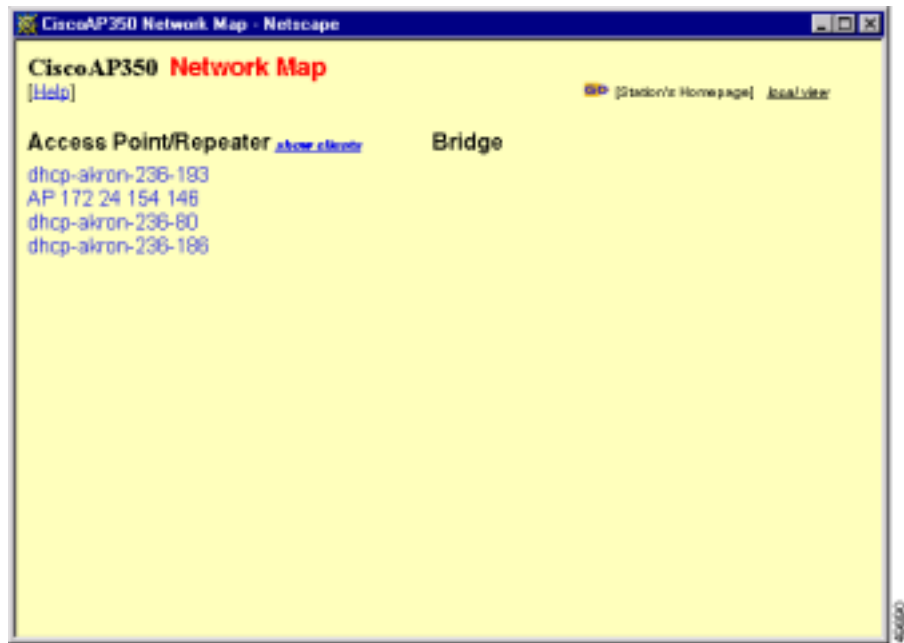 CiscoAP350 Network Map - Netscape
CiscoAP350 Network Map
[Help]
GO [Station's Homepage] local view
Access Point/Repeater show clients Bridge
dhcp-akron-236-193
AP 172 24 154 146
dhcp-akron-236-80
dhcp-akron-236-186